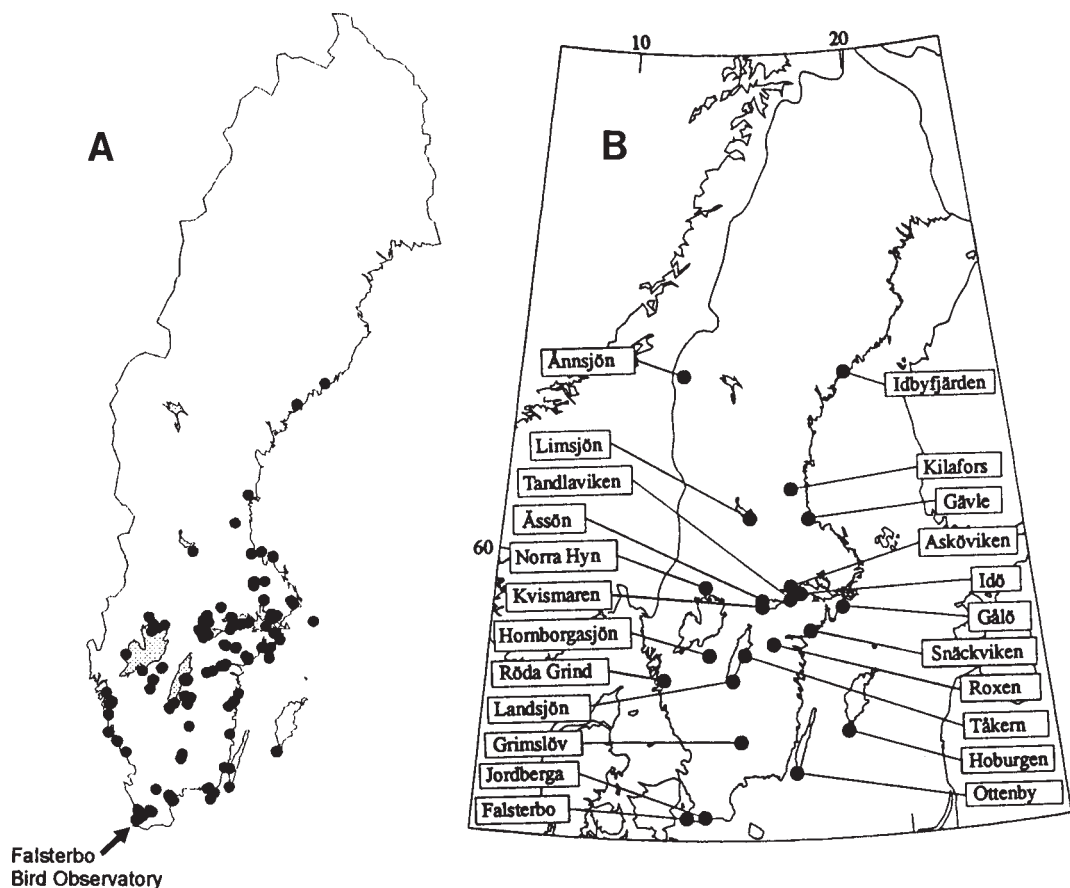 A
Falsterbo
Bird Observatory
B
10
20
60
Ånnsjön
Limsjön
Tandlaviken
Åssön
Norra Hyn
Kvismaren
Hornborgasjön
Röda Grind
Landsjön
Grimslöv
Jordberga
Falsterbo
Idbyfjärden
Kilafors
Gävle
Asköviken
Idö
Gålö
Snäckviken
Roxen
Tåkern
Hoburgen
Ottenby